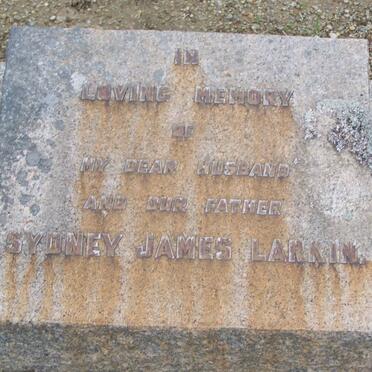 IN
LOVING MEMORY
OF
MY DEAR HUSBAND
AND OUR FATHER
SYDNEY JAMES LARKIN.